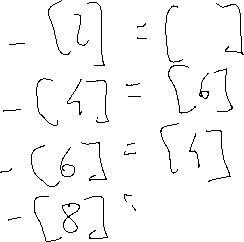 - [2] = [ ]
- [4] = [6]
- [6] = [4]
- [8]